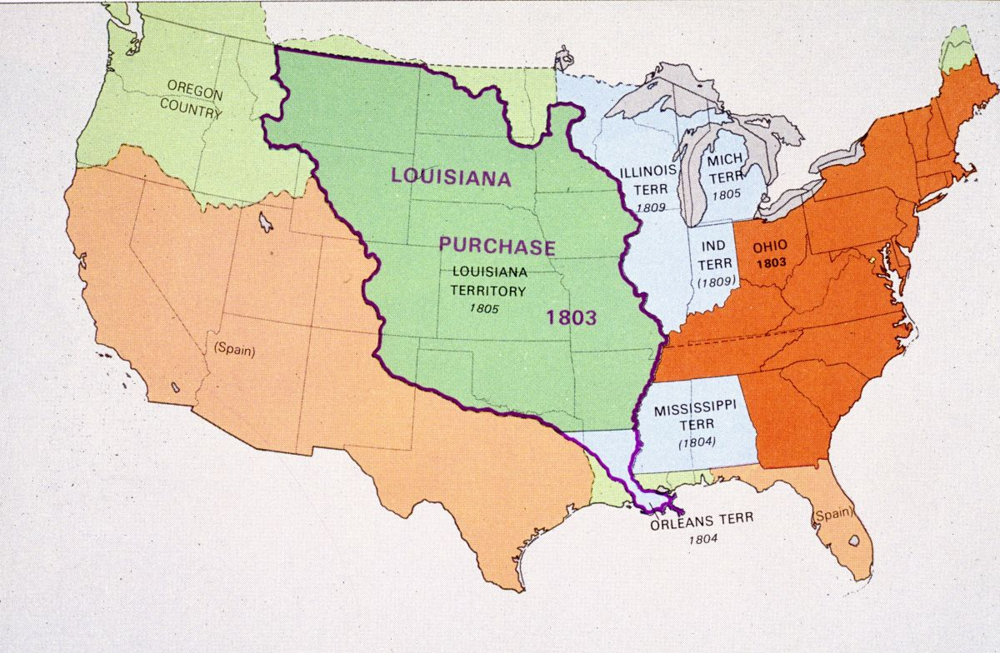 OREGON
COUNTRY
LOUISIANA
PURCHASE
LOUISIANA
TERRITORY
1805
1803
(Spain)
ILLINOIS
TERR
1809
MICH
TERR
1805
IND
TERR
(1809)
OHIO
1803
MISSISSIPPI
TERR
(1804)
ORLEANS TERR
1804
(Spain)